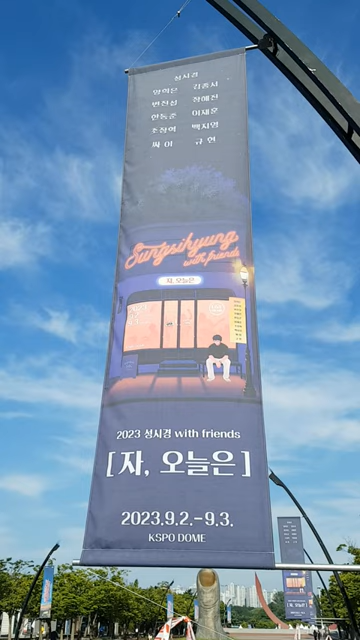 성시경
양희은 김종서
변진섭 장혜진
한동준 이재훈
조장혁 백지영
싸이 규현
Sungsikyung
with friends
자, 오늘은
2023 성시경 with friends
[자, 오늘은]
2023.9.2.-9.3.
KSPO DOME